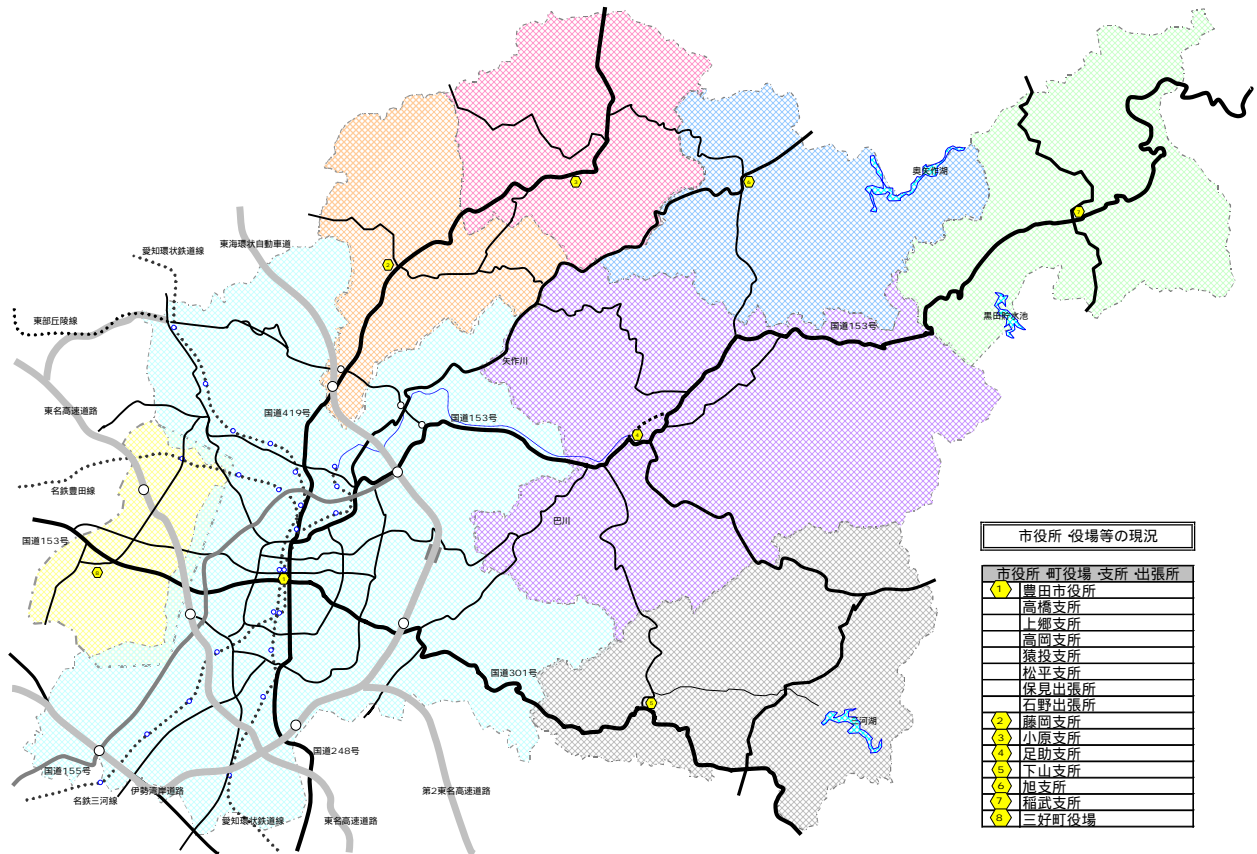 奥矢作湖
愛知環状鉄道線
東海環状自動車道
東部丘陵線
黒田貯水池
国道153号
矢作川
東名高速道路
国道419号
国道153号
名鉄豊田線
巴川
国道153号
国道301号
国道248号
国道155号
伊勢湾岸道路
第2東名高速道路
名鉄三河線
愛知環状鉄道線
東名高速道路
河湖
市役所・役場等の現況
市役所・町役場・支所・出張所
1 豊田市役所
高橋支所
上郷支所
高岡支所
猿投支所
松平支所
保見出張所
石野出張所
2 藤岡支所
3 小原支所
4 足助支所
5 下山支所
6 旭支所
7 稲武支所
8 三好町役場